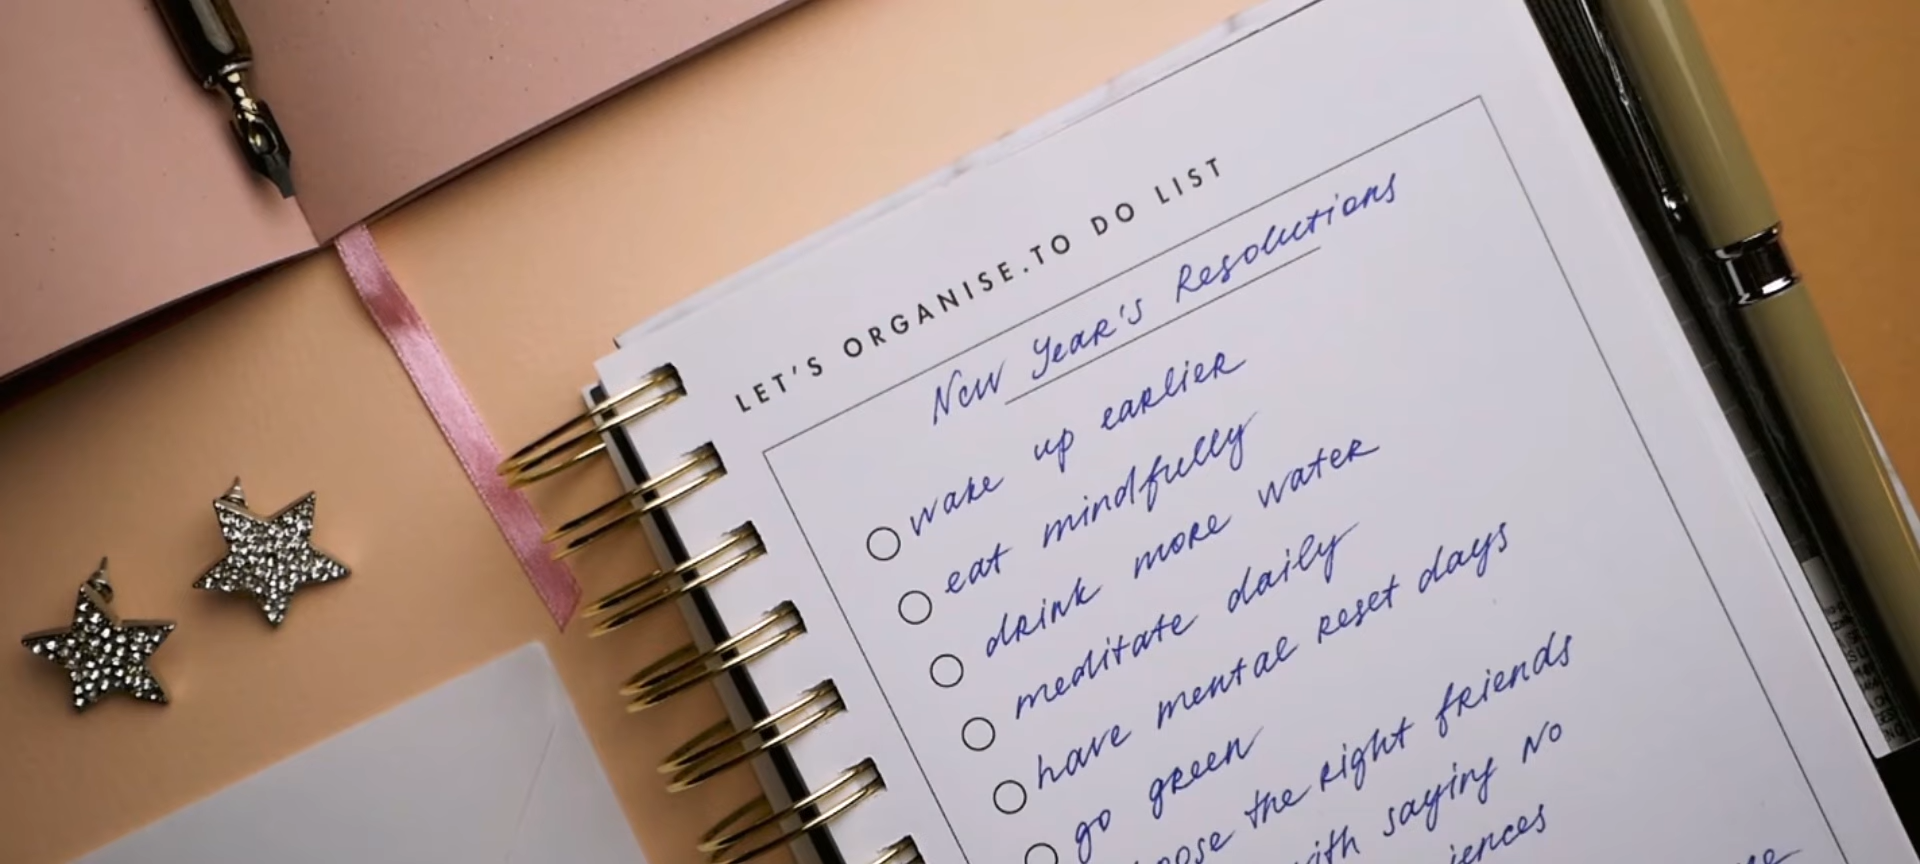 LET'S ORGANISE.TO DO LIST
New Year's Resolutions
wake up earlier
eat mindfully
drink more water
meditate daily
have mental reset days
go green
the right friends
with saying No